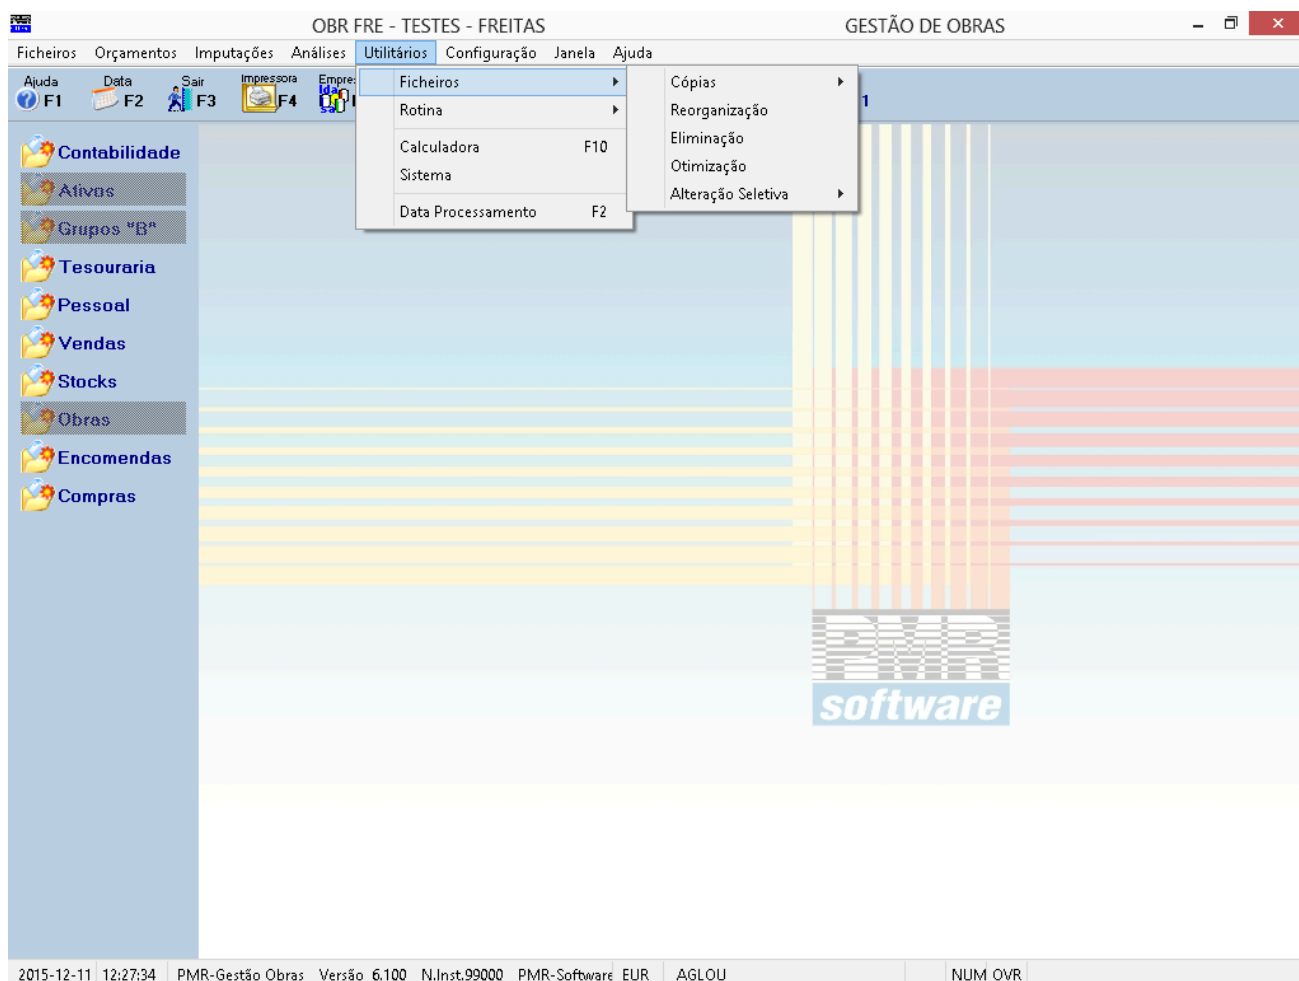 OBR FRE - TESTES - FREITAS GESTÃO DE OBRAS
Ficheiros Orçamentos Imputações Análises Utilitários Configuração Janela Ajuda
Ajuda F1 Data F2 Sair F3 Impressora F4 Empre 1
Ficheiros
Rotina
Calculadora F10
Sistema
Data Processamento F2
Cópias
Reorganização
Eliminação
Otimização
Alteração Seletiva
Contabilidade
Ativos
Grupos "B"
Tesouraria
Pessoal
Vendas
Stocks
Obras
Encomendas
Compras
PMR
software
2015-12-11 12:27:34 PMR-Gestão Obras Versão 6.100 N.Inst.99000 PMR-Software EUR AGLOU NUM OVR